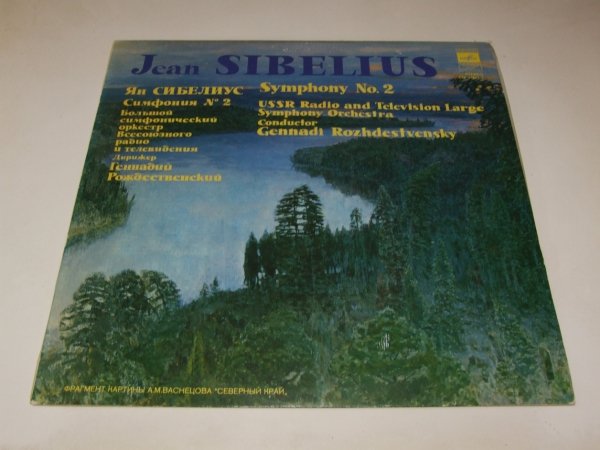 Jean SIBELIUS
Ян СИБЕЛИУС
Симфония № 2
Большой
симфонический
оркестр
Всесоюзного
радио
и телевидения
Дирижер
Геннадий
Рождественский
Symphony No. 2
USSR Radio and Television Large
Symphony Orchestra
Conductor
Gennadi Rozhdestvensky
ФРАГМЕНТ КАРТИНЫ А.М.ВАСНЕЦОВА "СЕВЕРНЫЙ КРАЙ,